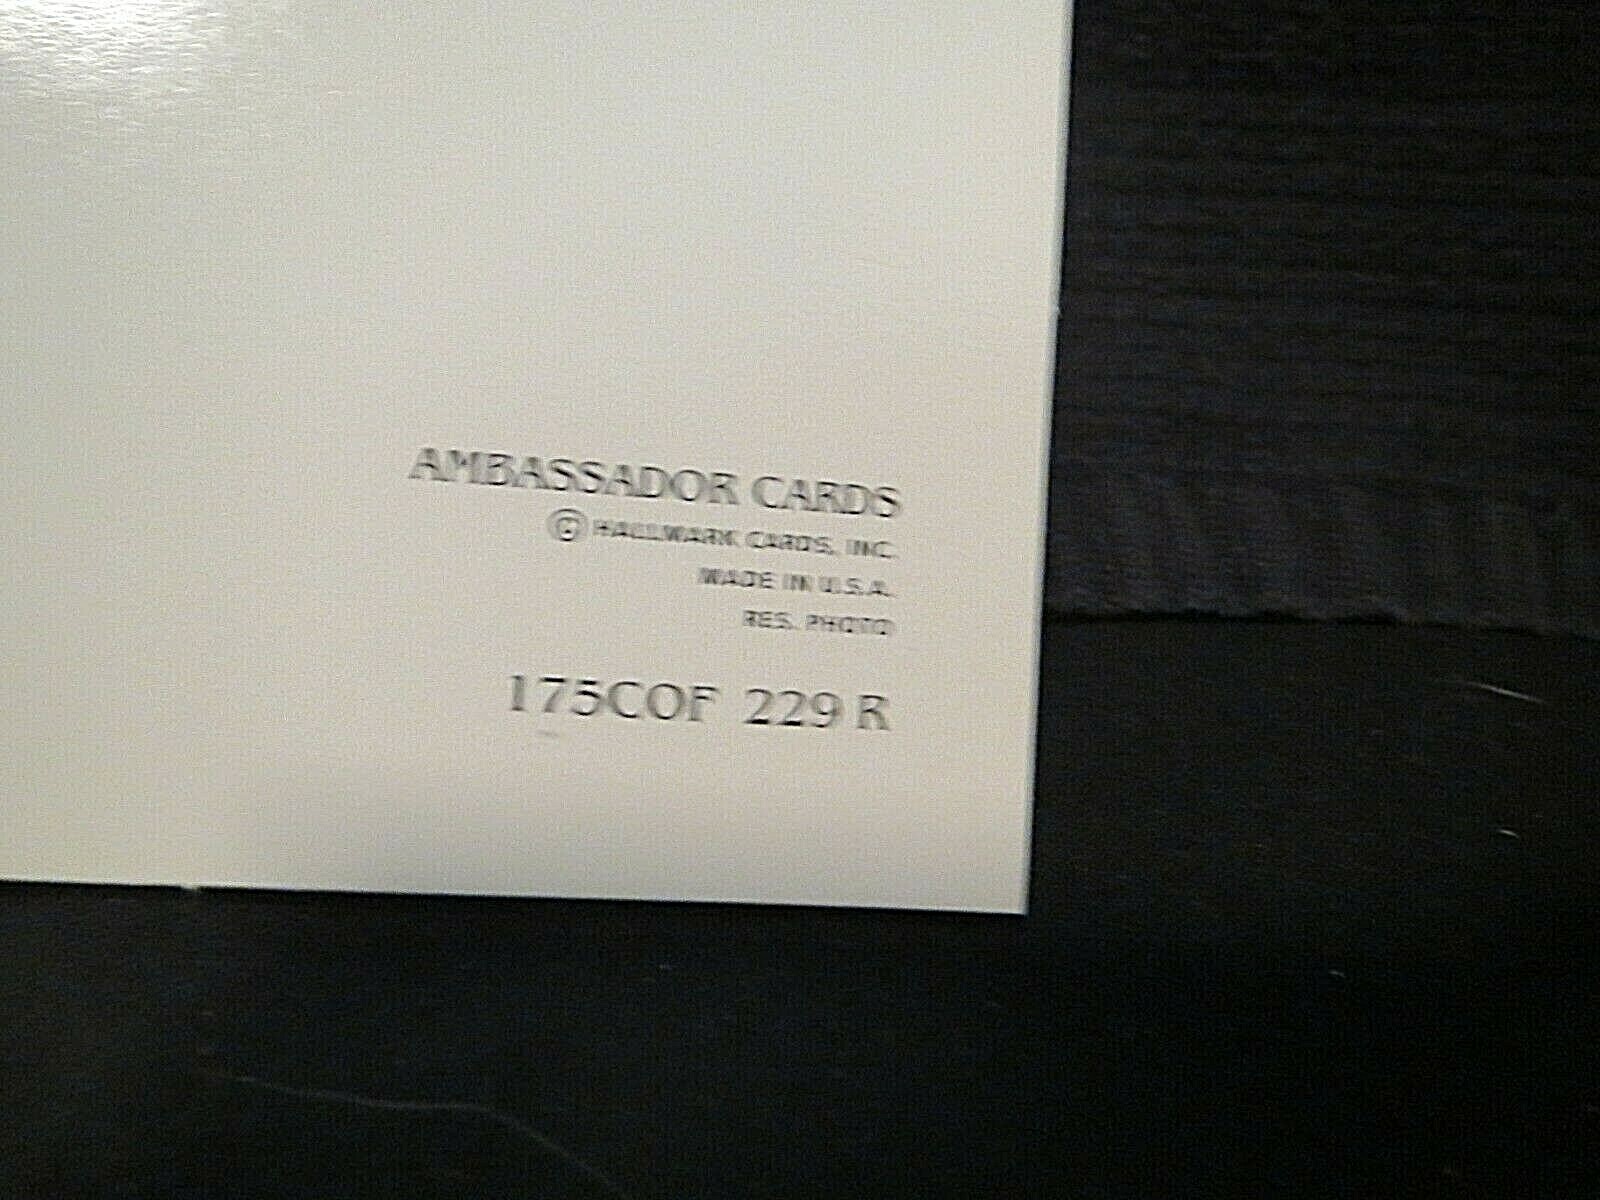 AMBASSADOR CARDS
© HALLMARK CARDS, INC.
MADE IN U.S.A.
RES. PHOTO
175COF 229 R